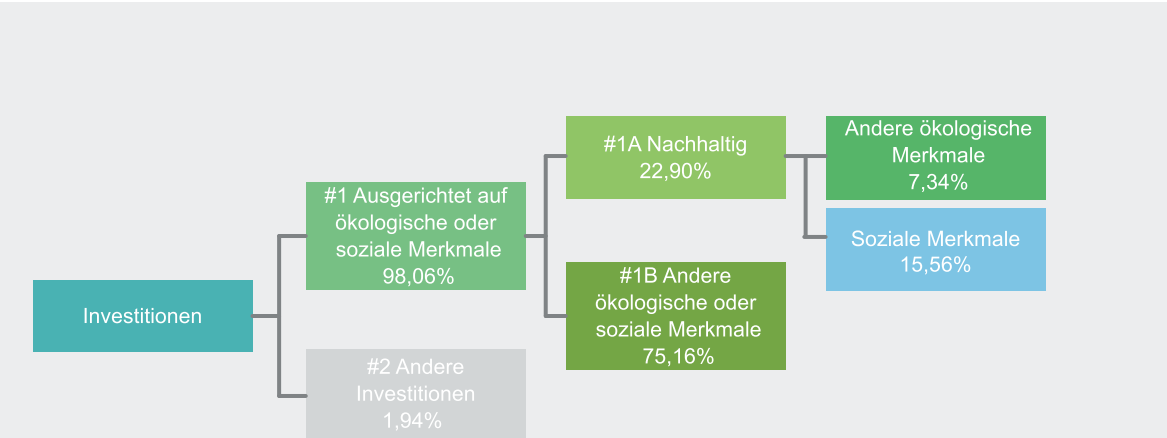 Investitionen
#1 Ausgerichtet auf
ökologische oder
soziale Merkmale
98,06%
#2 Andere
Investitionen
1,94%
#1A Nachhaltig
22,90%
#1B Andere
ökologische oder
soziale Merkmale
75,16%
Andere ökologische
Merkmale
7,34%
Soziale Merkmale
15,56%